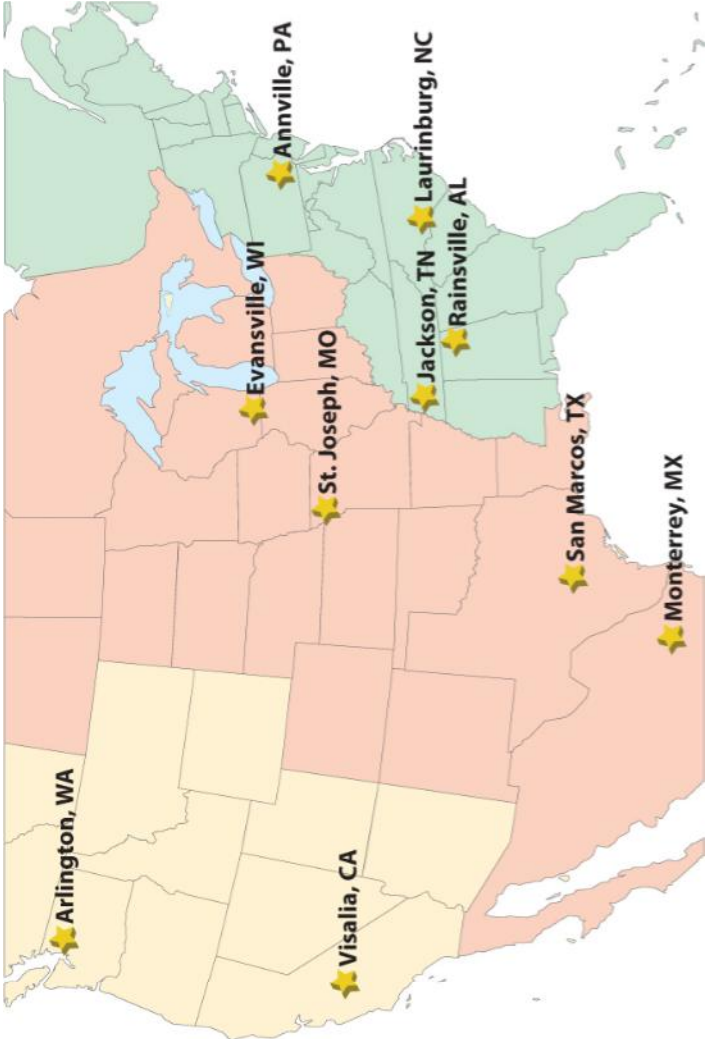 Arlington, WA
Visalia, CA
Evansville, WI
St. Joseph, MO
San Marcos, TX
Monterrey, MX
Annville, PA
Jackson, TN
Laurinburg, NC
Rainsville, AL